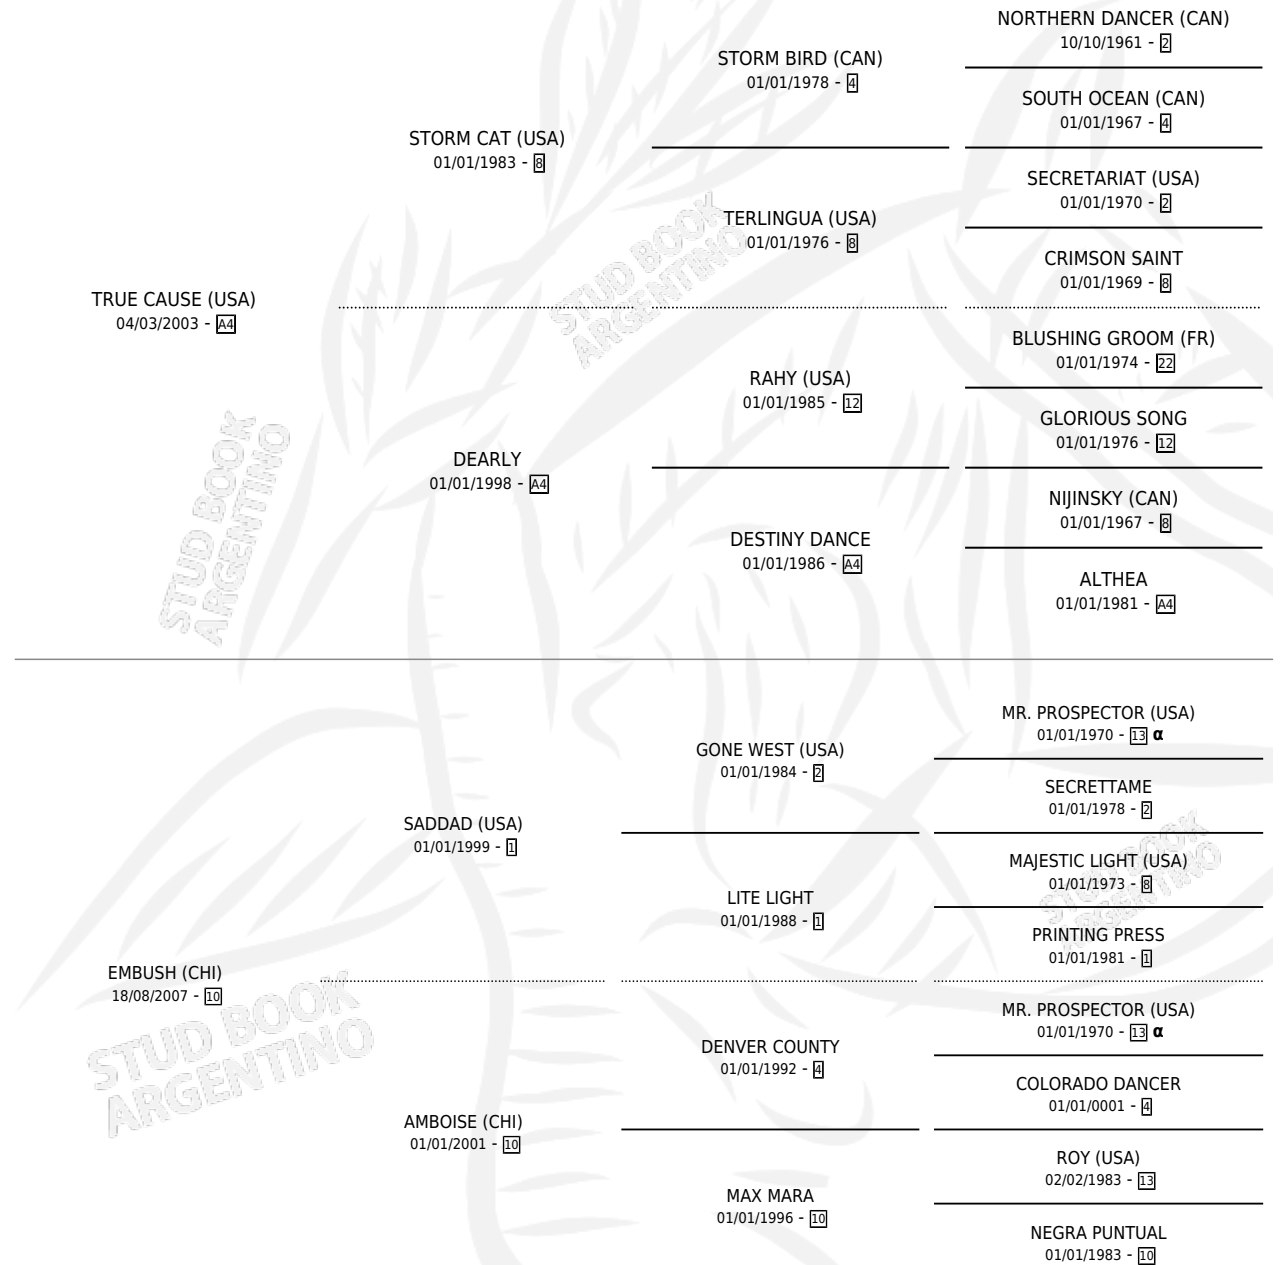 NORTHERN DANCER (CAN)
10/10/1961 - 2
STORM BIRD (CAN)
01/01/1978 - 4
SOUTH OCEAN (CAN)
01/01/1967 - 4
STORM CAT (USA)
01/01/1983 - 8
SECRETARIAT (USA)
01/01/1970 - 2
TERLINGUA (USA)
01/01/1976 - 8
CRIMSON SAINT
01/01/1969 - 8
TRUE CAUSE (USA)
04/03/2003 - A4
BLUSHING GROOM (FR)
01/01/1974 - 22
RAHY (USA)
01/01/1985 - 12
GLORIOUS SONG
01/01/1976 - 12
DEARLY
01/01/1998 - A4
NIJINSKY (CAN)
01/01/1967 - 8
DESTINY DANCE
01/01/1986 - A4
ALTHEA
01/01/1981 - A4
MR. PROSPECTOR (USA)
01/01/1970 - 13 α
GONE WEST (USA)
01/01/1984 - 2
SECRETTAME
01/01/1978 - 2
SADDAD (USA)
01/01/1999 - 1
MAJESTIC LIGHT (USA)
01/01/1973 - 8
LITE LIGHT
01/01/1988 - 1
PRINTING PRESS
01/01/1981 - 1
EMBUSH (CHI)
18/08/2007 - 10
MR. PROSPECTOR (USA)
01/01/1970 - 13 α
DENVER COUNTY
01/01/1992 - 4
COLORADO DANCER
01/01/0001 - 4
AMBOISE (CHI)
01/01/2001 - 10
ROY (USA)
02/02/1983 - 13
MAX MARA
01/01/1996 - 10
NEGRA PUNTUAL
01/01/1983 - 10
STUD BOOK
ARGENTINO
STUD BOOK
ARGENTINO
STUD BOOK
ARGENTINO
STUD BOOK
ARGENTINO